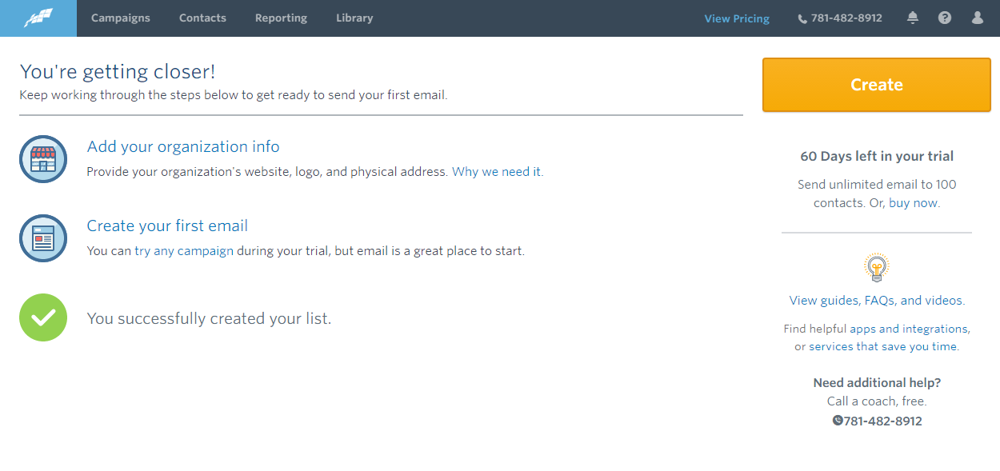 Campaigns
Contacts
Reporting
Library
View Pricing
781-482-8912
You're getting closer!
Keep working through the steps below to get ready to send your first email.
Add your organization info
Provide your organization's website, logo, and physical address. Why we need it.
Create your first email
You can try any campaign during your trial, but email is a great place to start.
You successfully created your list.
Create
60 Days left in your trial
Send unlimited email to 100
contacts. Or, buy now.
View guides, FAQs, and videos.
Find helpful apps and integrations,
or services that save you time.
Need additional help?
Call a coach, free.
781-482-8912